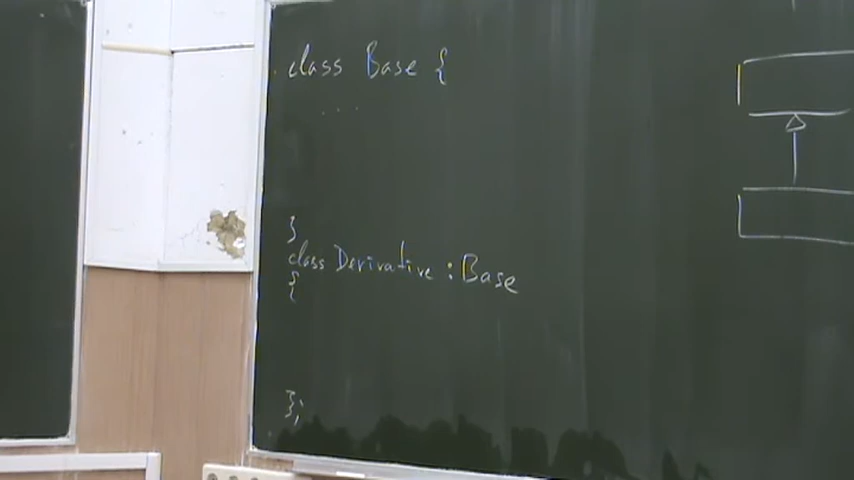 class Base {
...
}
class Derivative : Base
{
};